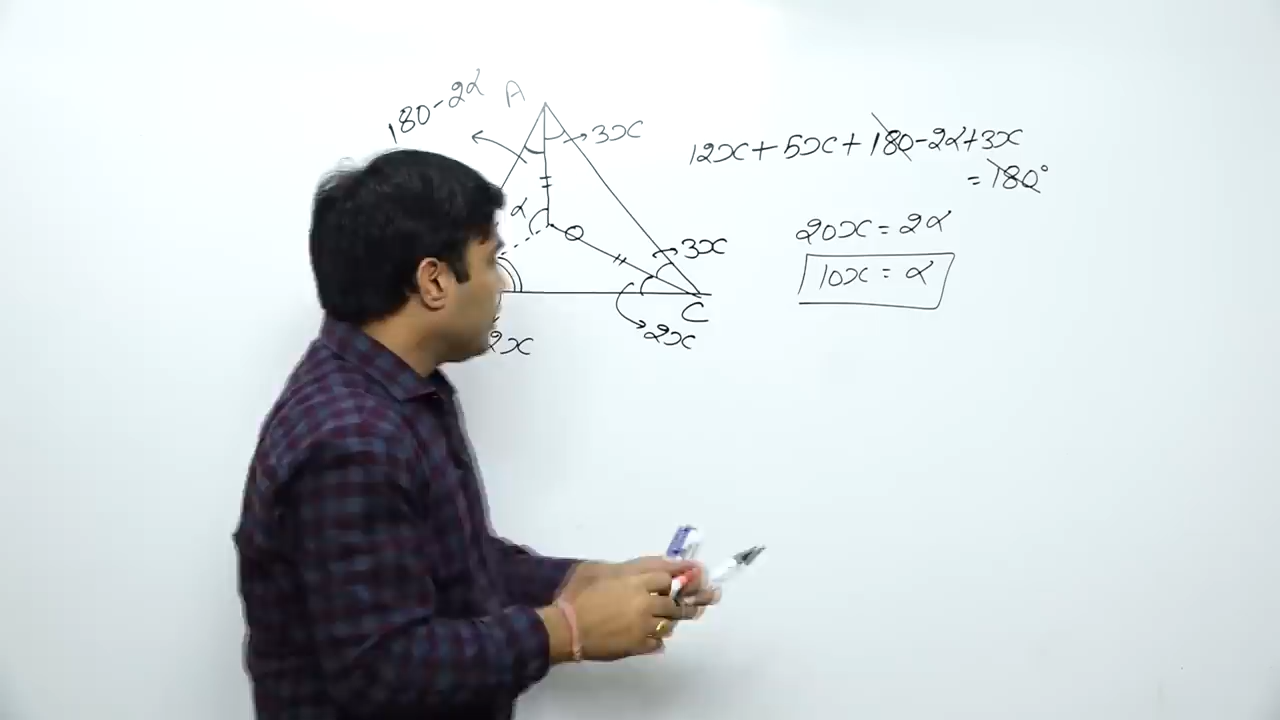 180-2α
A
3x
α
O
3x
C
2x
2x
12x + 5x + 180 - 2α + 3x
= 180°
20x = 2α
10x = α